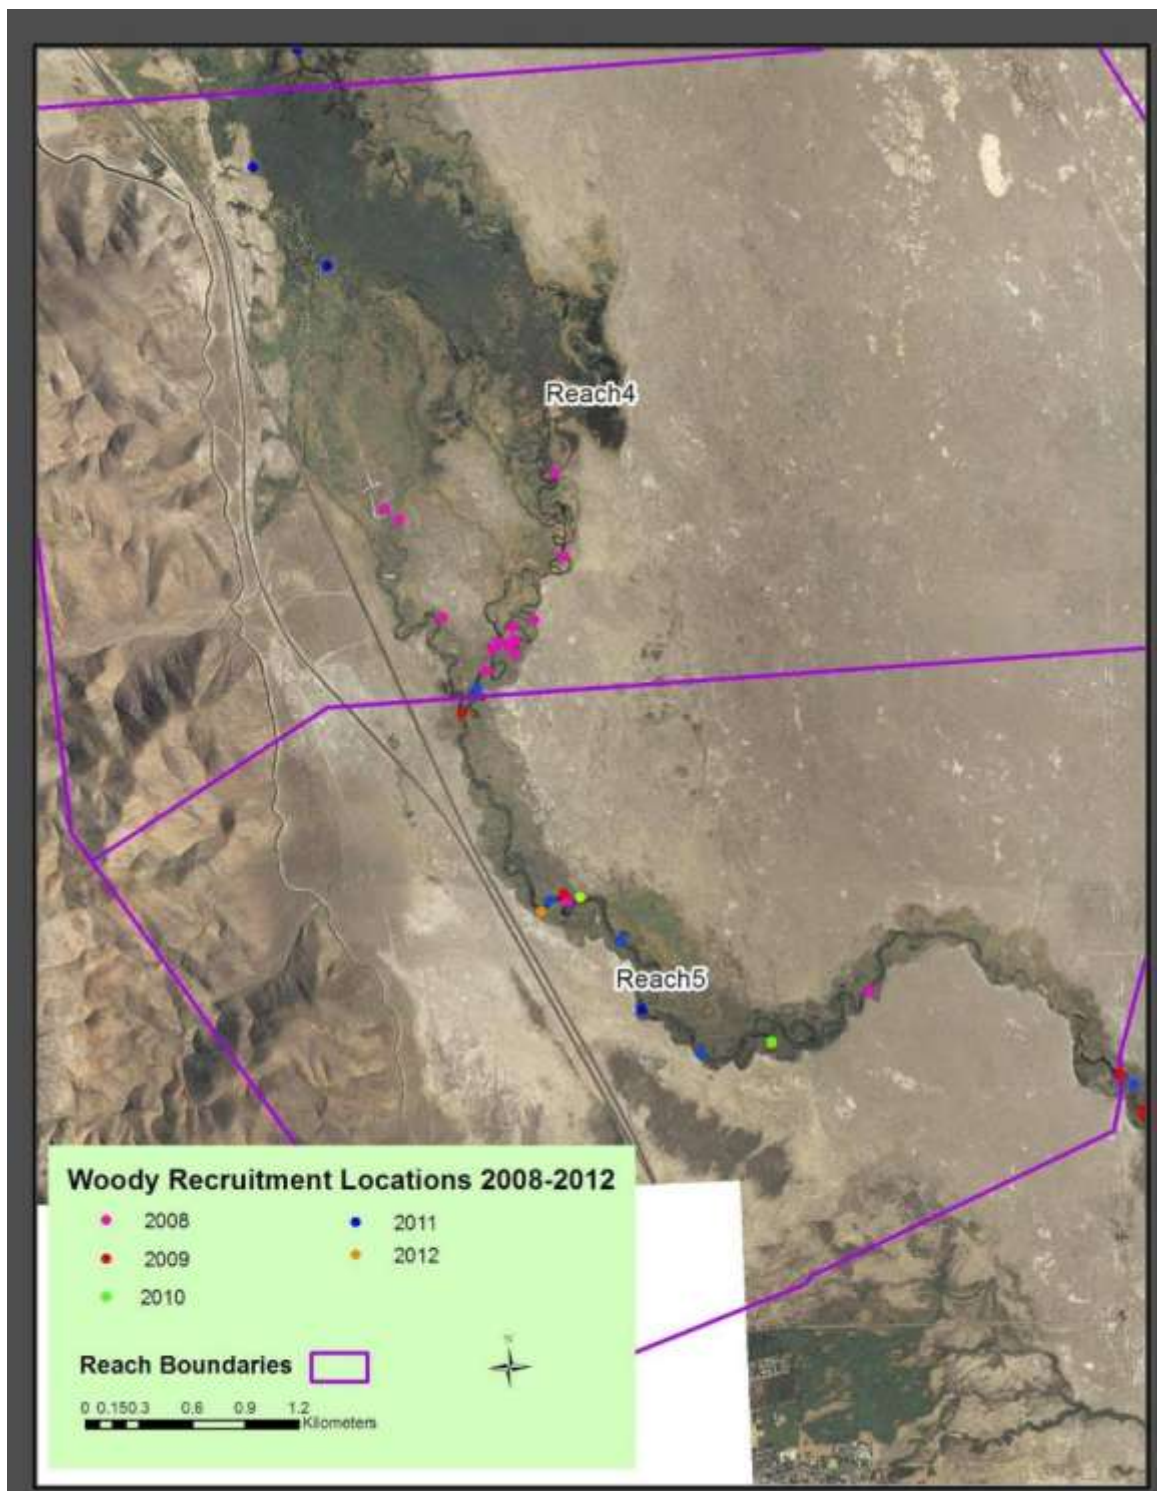 Reach4
Reach5
Woody Recruitment Locations 2008-2012
2008
2009
2010
2011
2012
N
Reach Boundaries
0 0.150.3 0.6 0.9 1.2
Kilometers